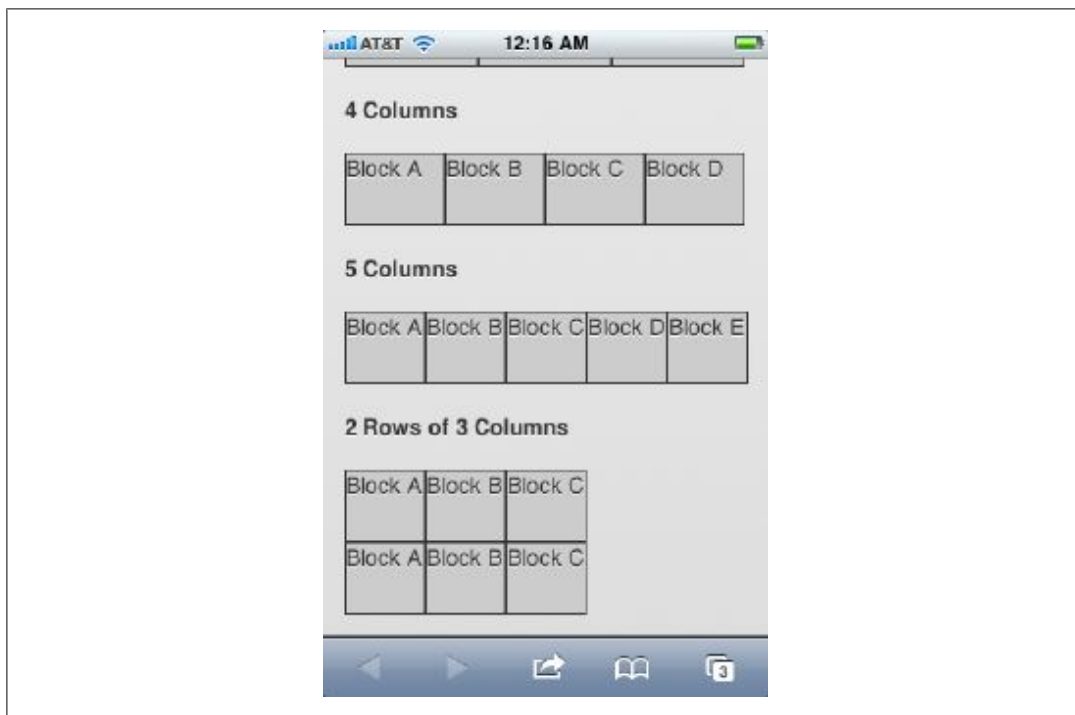 AT&T 12:16 AM
4 Columns
Block A Block B Block C Block D
5 Columns
Block A Block B Block C Block D Block E
2 Rows of 3 Columns
Block A Block B Block C
Block A Block B Block C
3